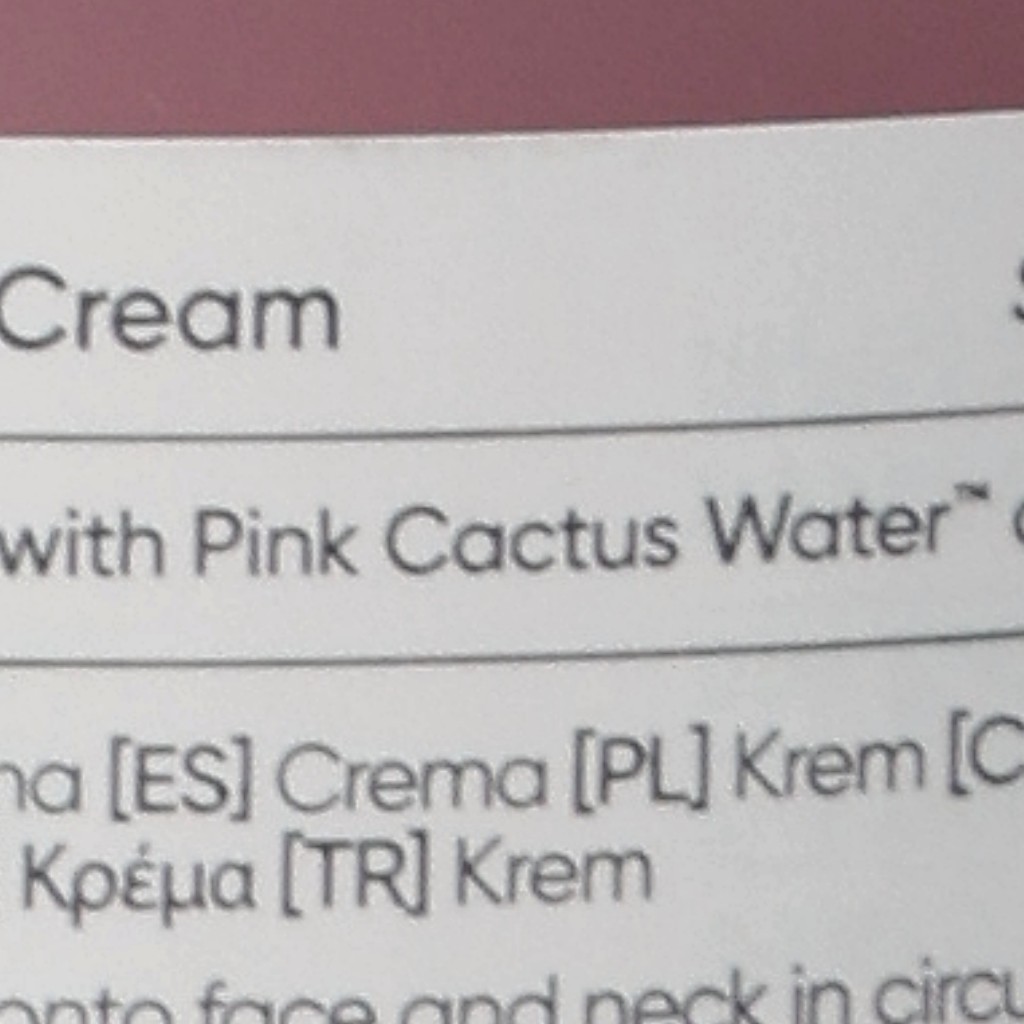 Cream
with Pink Cactus Water™
[ES] Crema [PL] Krem
Κρέμα [TR] Krem
onto face and neck in